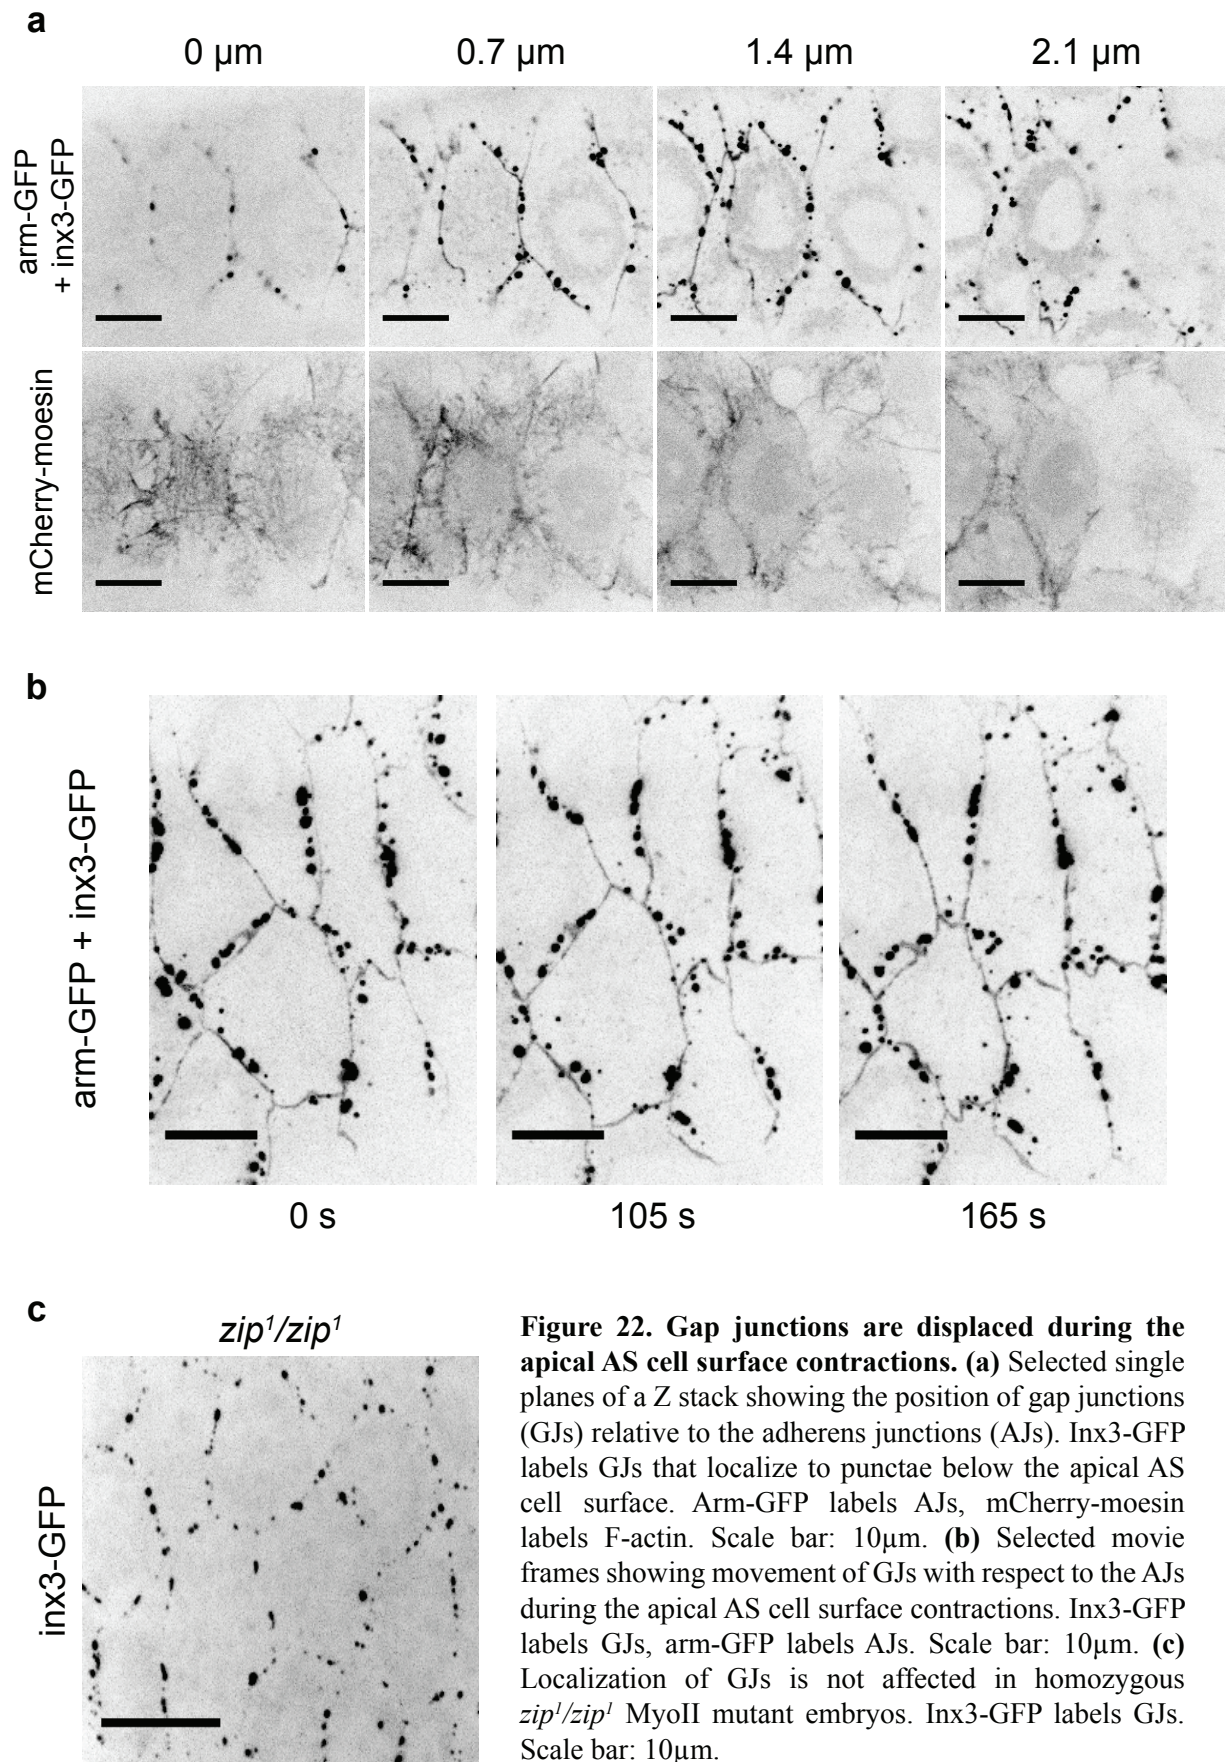 a
0 µm 0.7 µm 1.4 µm 2.1 µm
arm-GFP
+ inx3-GFP
mCherry-moesin
b
arm-GFP + inx3-GFP
0 s 105 s 165 s
c
zip¹/zip¹
inx3-GFP
Figure 22. Gap junctions are displaced during the
apical AS cell surface contractions. (a) Selected single
planes of a Z stack showing the position of gap junctions
(GJs) relative to the adherens junctions (AJs). Inx3-GFP
labels GJs that localize to punctae below the apical AS
cell surface. Arm-GFP labels AJs, mCherry-moesin
labels F-actin. Scale bar: 10µm. (b) Selected movie
frames showing movement of GJs with respect to the AJs
during the apical AS cell surface contractions. Inx3-GFP
labels GJs, arm-GFP labels AJs. Scale bar: 10µm. (c)
Localization of GJs is not affected in homozygous
zip¹/zip¹ MyoII mutant embryos. Inx3-GFP labels GJs.
Scale bar: 10µm.